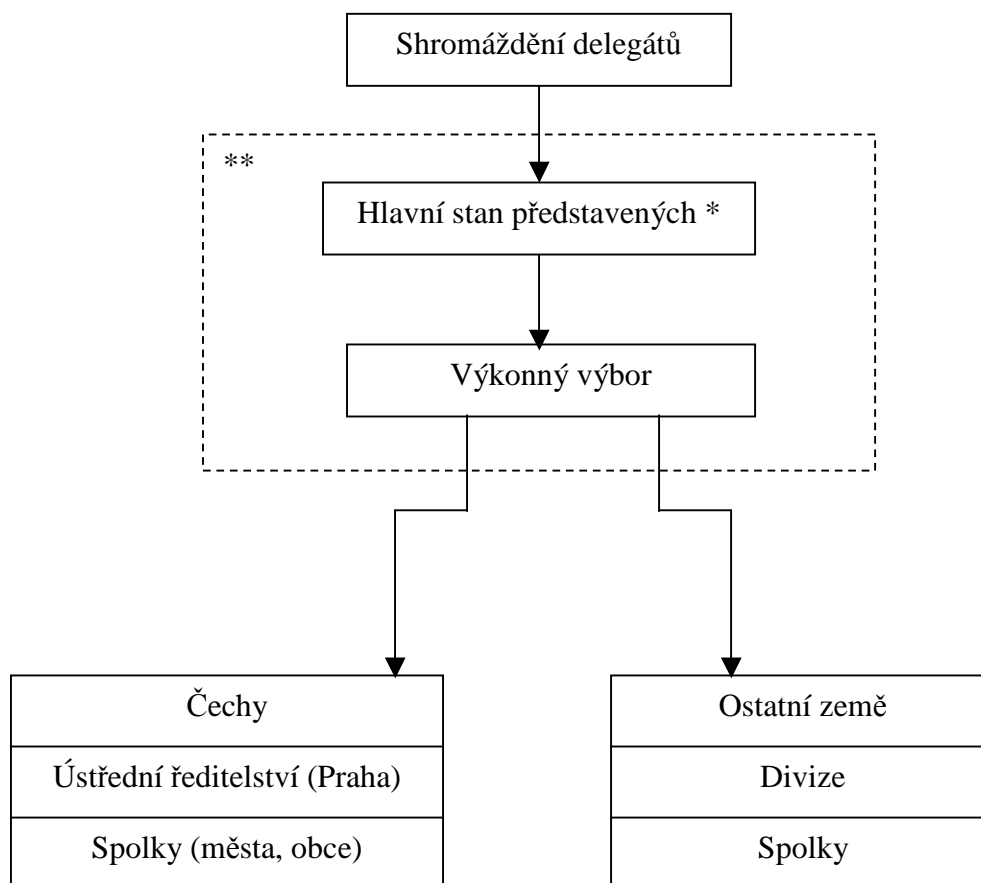 Shromáždění delegátů
**
Hlavní stan představených *
Výkonný výbor
Čechy
Ústřední ředitelství (Praha)
Spolky (města, obce)
Ostatní země
Divize
Spolky